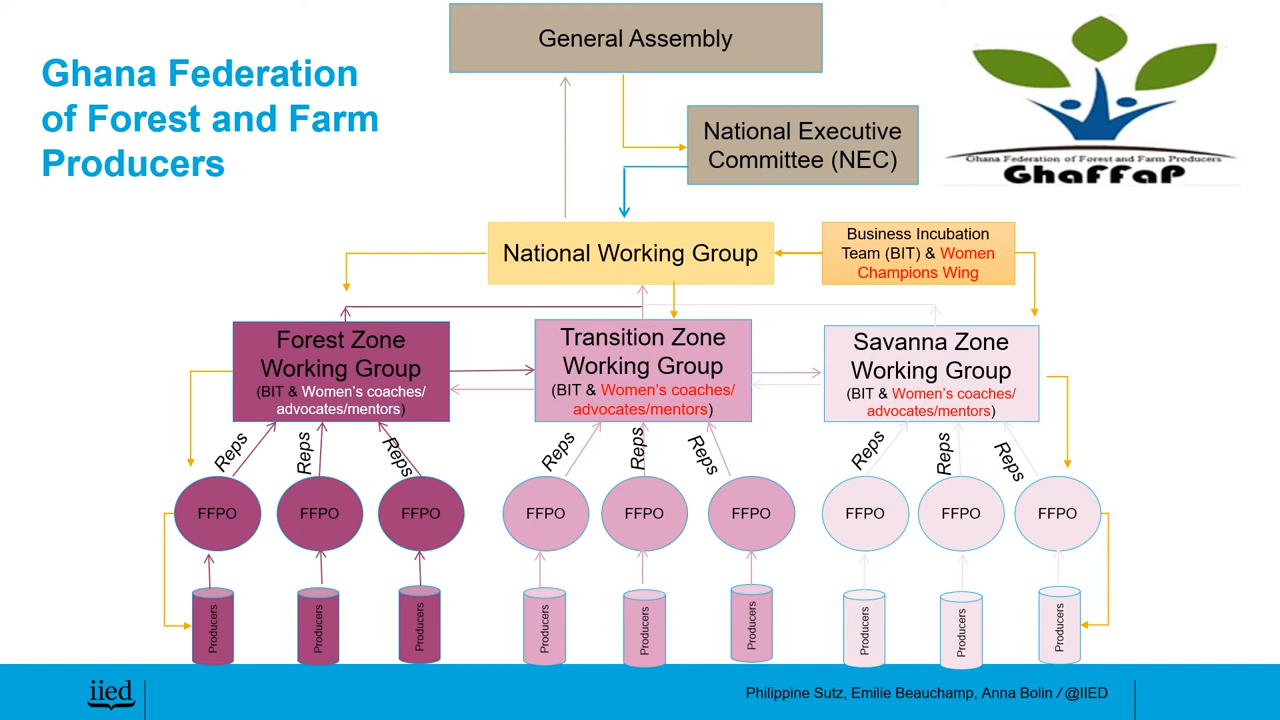 Ghana Federation
of Forest and Farm
Producers
General Assembly
National Executive
Committee (NEC)
Ghana Federation of Forest and Farm Producers
GhaFFaP
National Working Group
Business Incubation
Team (BIT) & Women
Champions Wing
Forest Zone
Working Group
(BIT & Women's coaches/
advocates/mentors)
Transition Zone
Working Group
(BIT & Women's coaches/
advocates/mentors)
Savanna Zone
Working Group
(BIT & Women's coaches/
advocates/mentors)
Reps
Reps
Reps
Reps
Reps
Reps
Reps
Reps
Reps
FFPO
FFPO
FFPO
FFPO
FFPO
FFPO
FFPO
FFPO
FFPO
Producers
Producers
Producers
Producers
Producers
Producers
Producers
Producers
Producers
iied
Philippine Sutz, Emilie Beauchamp, Anna Bolin / @IIED